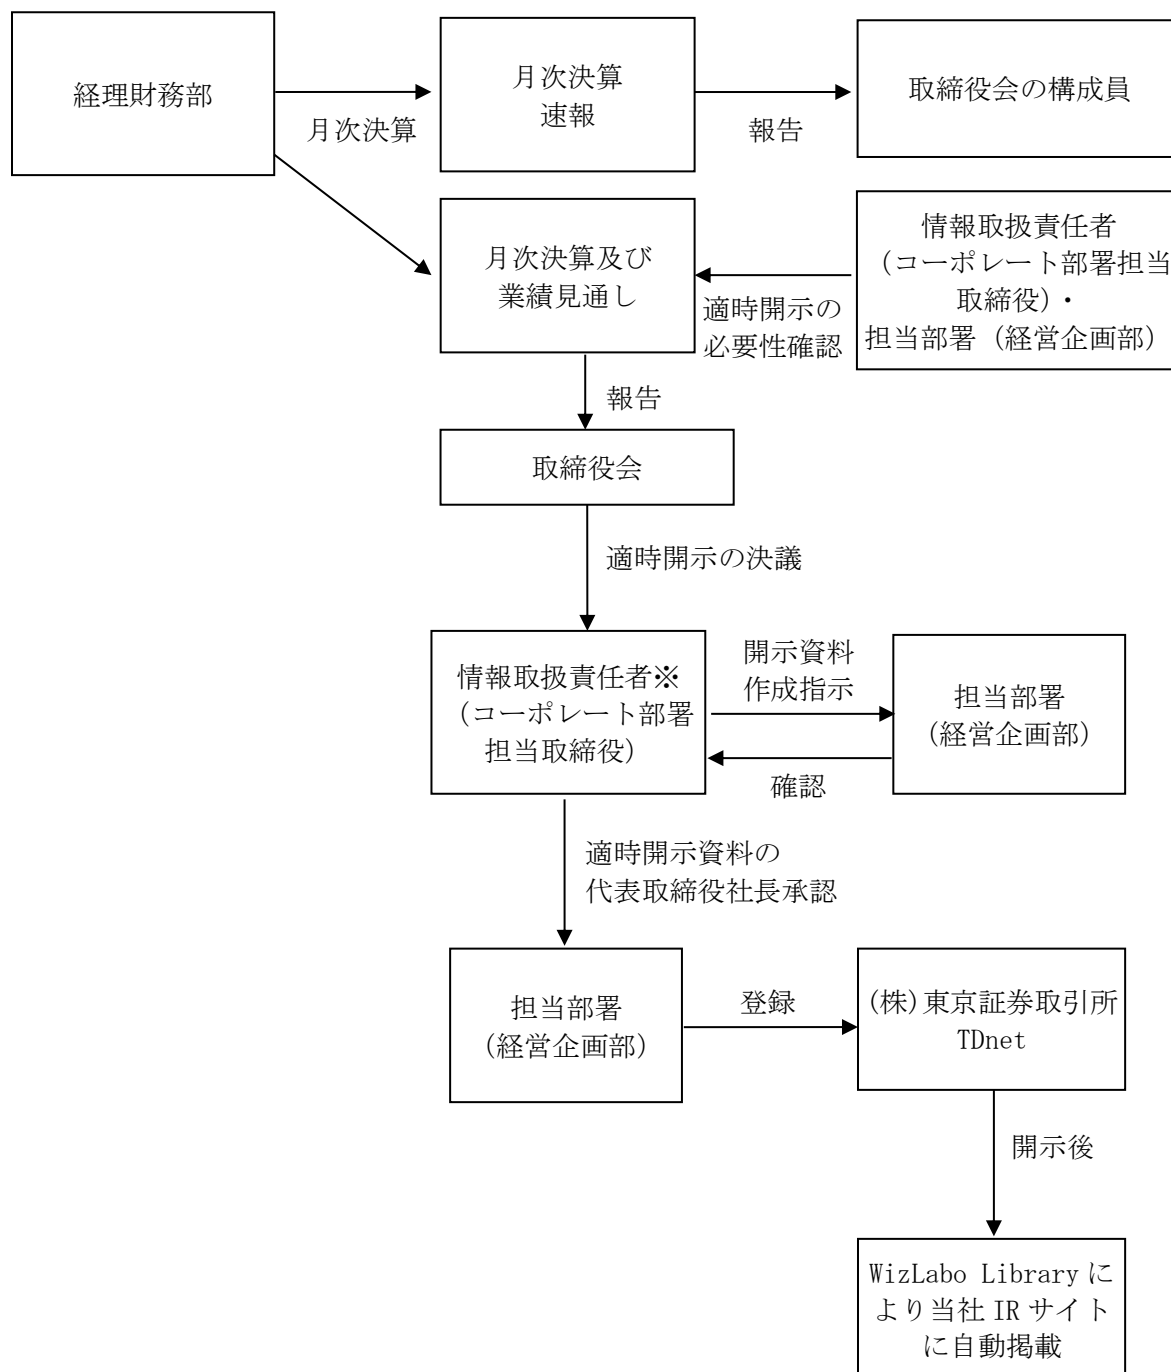 経理財務部
月次決算
月次決算
速報
報告
取締役会の構成員
月次決算及び
業績見通し
適時開示の
必要性確認
情報取扱責任者
（コーポレート部署担当
取締役）・
担当部署（経営企画部）
報告
取締役会
適時開示の決議
情報取扱責任者※
（コーポレート部署
担当取締役）
開示資料
作成指示
確認
担当部署
（経営企画部）
適時開示資料の
代表取締役社長承認
担当部署
（経営企画部）
登録
(株)東京証券取引所
TDnet
開示後
WizLabo Library に
より当社 IR サイト
に自動掲載